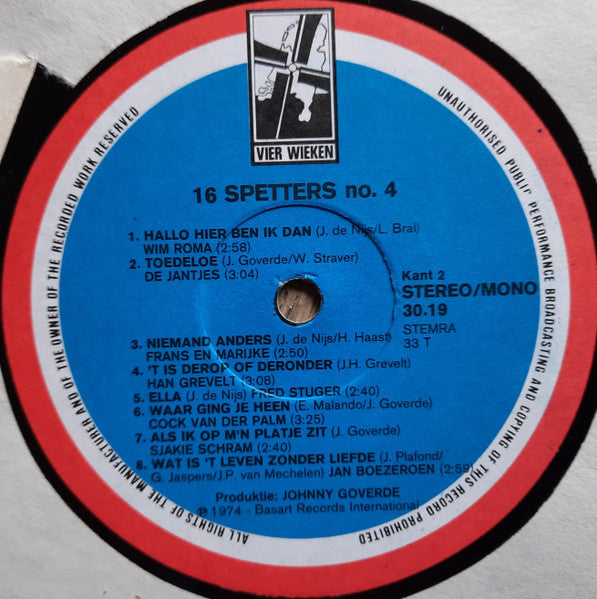 VIER WIEKEN
16 SPETTERS no. 4
1. HALLO HIER BEN IK DAN (J. de Nijs/L. Bral)
WIM ROMA (2:58)
2. TOEDELOE (J. Goverde/W. Straver)
DE JANTJES (3:04)
Kant 2
STEREO/MONO
30.19
STEMRA
33 T
3. NIEMAND ANDERS (J. de Nijs/H. Haast)
FRANS EN MARIJKE (2:50)
4. 'T IS DEROP OF DERONDER (J.H. Grevelt)
HAN GREVELT (3:08)
5. ELLA (J. de Nijs) FRED STUGER (2:40)
6. WAAR GING JE HEEN (E. Malando/J. Goverde)
COCK VAN DER PALM (2:30)
7. ALS IK OP M'N PLATJE ZIT (J. Goverde)
SJAKIE SCHRAM (2:40)
8. WAT IS 'T LEVEN ZONDER LIEFDE (J. Plafond/
G. Jaspers/J.P. van Mechelen) JAN BOEZEROEN (2:59)
Produktie: JOHNNY GOVERDE
℗ 1974 - Basart Records International
ALL RIGHTS OF THE MANUFACTURER AND OF THE OWNER OF THE RECORDED WORK RESERVED
UNAUTHORISED PUBLIC PERFORMANCE BROADCASTING AND COPYING OF THIS RECORD PROHIBITED